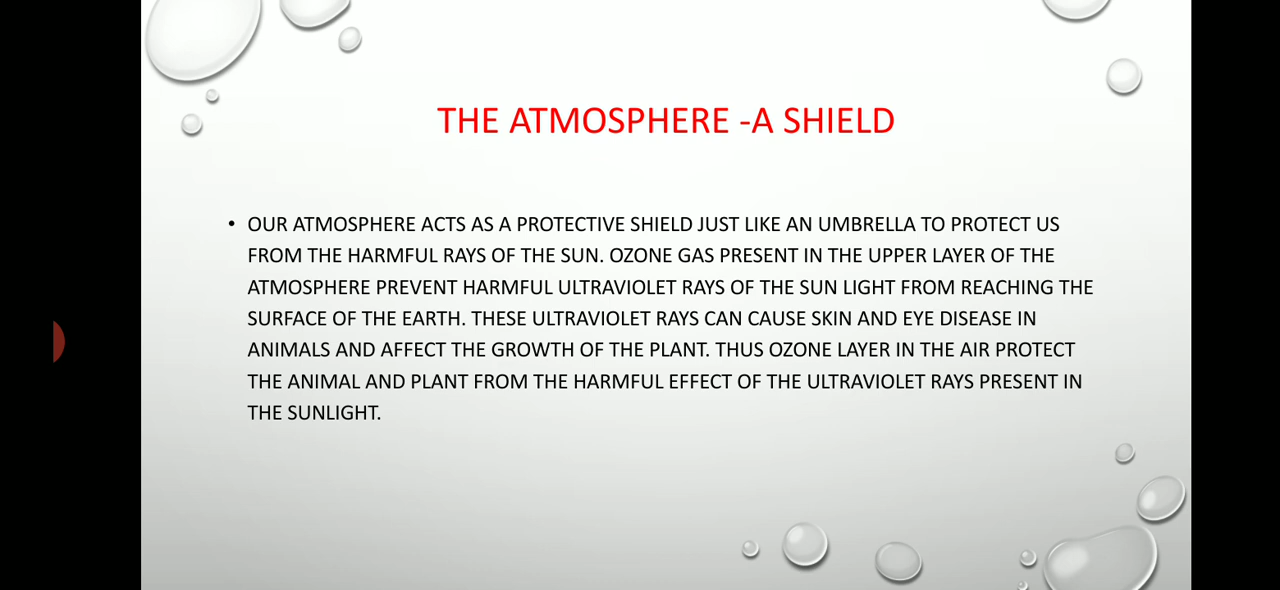 THE ATMOSPHERE -A SHIELD
• OUR ATMOSPHERE ACTS AS A PROTECTIVE SHIELD JUST LIKE AN UMBRELLA TO PROTECT US
FROM THE HARMFUL RAYS OF THE SUN. OZONE GAS PRESENT IN THE UPPER LAYER OF THE
ATMOSPHERE PREVENT HARMFUL ULTRAVIOLET RAYS OF THE SUN LIGHT FROM REACHING THE
SURFACE OF THE EARTH. THESE ULTRAVIOLET RAYS CAN CAUSE SKIN AND EYE DISEASE IN
ANIMALS AND AFFECT THE GROWTH OF THE PLANT. THUS OZONE LAYER IN THE AIR PROTECT
THE ANIMAL AND PLANT FROM THE HARMFUL EFFECT OF THE ULTRAVIOLET RAYS PRESENT IN
THE SUNLIGHT.